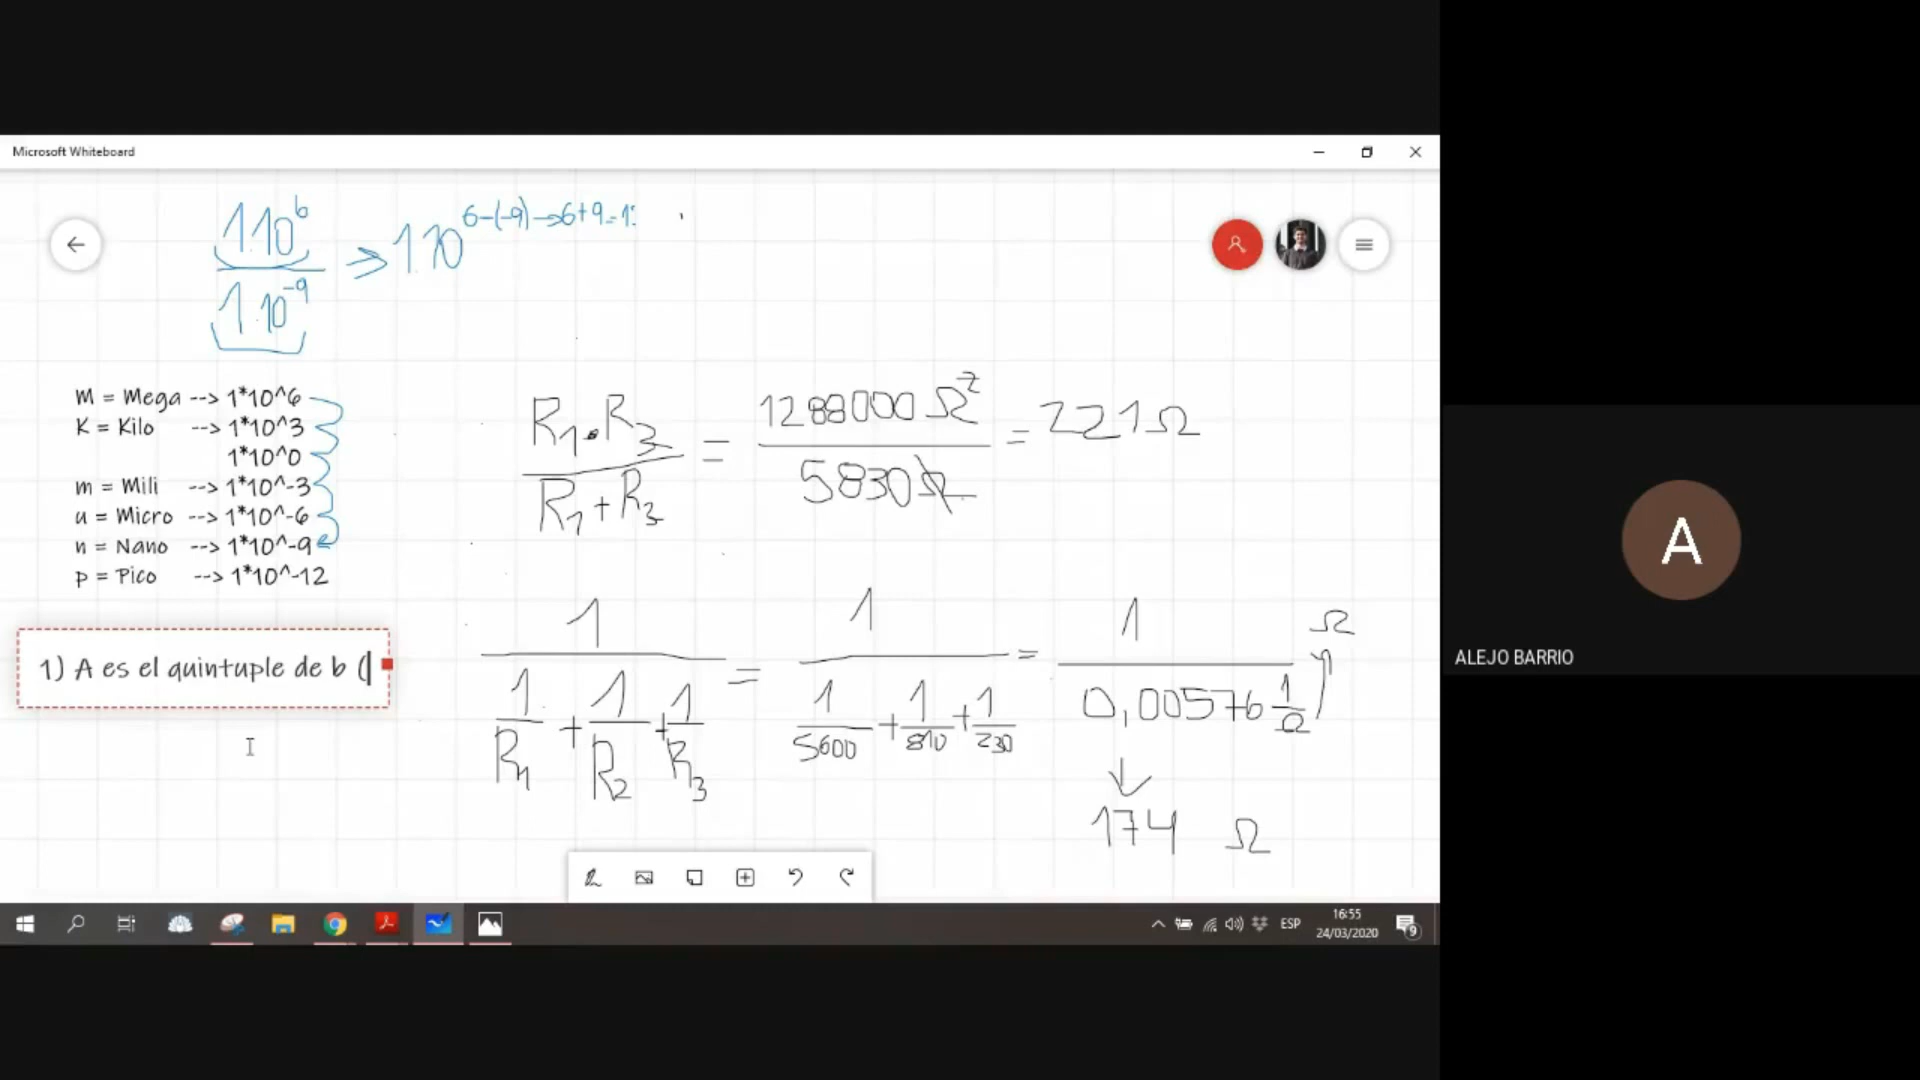 Microsoft Whiteboard
1.10^6
1.10^-9
⇒ 1.10^6-(-9)→6+9=1
M = Mega --> 1*10^6
K = Kilo --> 1*10^3
1*10^0
m = Mili --> 1*10^-3
u = Micro --> 1*10^-6
n = Nano --> 1*10^-9
p = Pico --> 1*10^-12
1) A es el quintuple de b (
R1.R3
R1+R3
=
1288000 Ω²
5830Ω
= 221Ω
1
1/R1 + 1/R2 + 1/R3
=
1
1/5600 + 1/810 + 1/230
=
1
0,00576 1/Ω
Ω
174 Ω
ESP
16:55
24/03/2020
9
A
ALEJO BARRIO